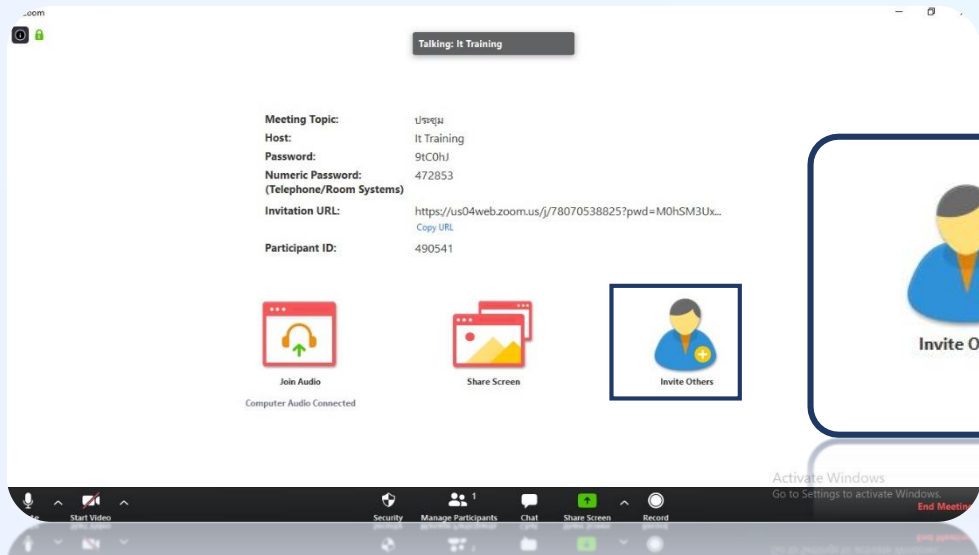 Zoom
Talking: It Training
Meeting Topic: ประชุม
Host: It Training
Password: 9tC0hJ
Numeric Password: 472853
(Telephone/Room Systems)
Invitation URL: https://us04web.zoom.us/j/78070538825?pwd=M0hSM3Ux...
Copy URL
Participant ID: 490541
Join Audio
Share Screen
Invite Others
Computer Audio Connected
Invite O
Activate Windows
Go to Settings to activate Windows.
Start Video
Security
Manage Participants
1
Chat
Share Screen
Record
End Meeting